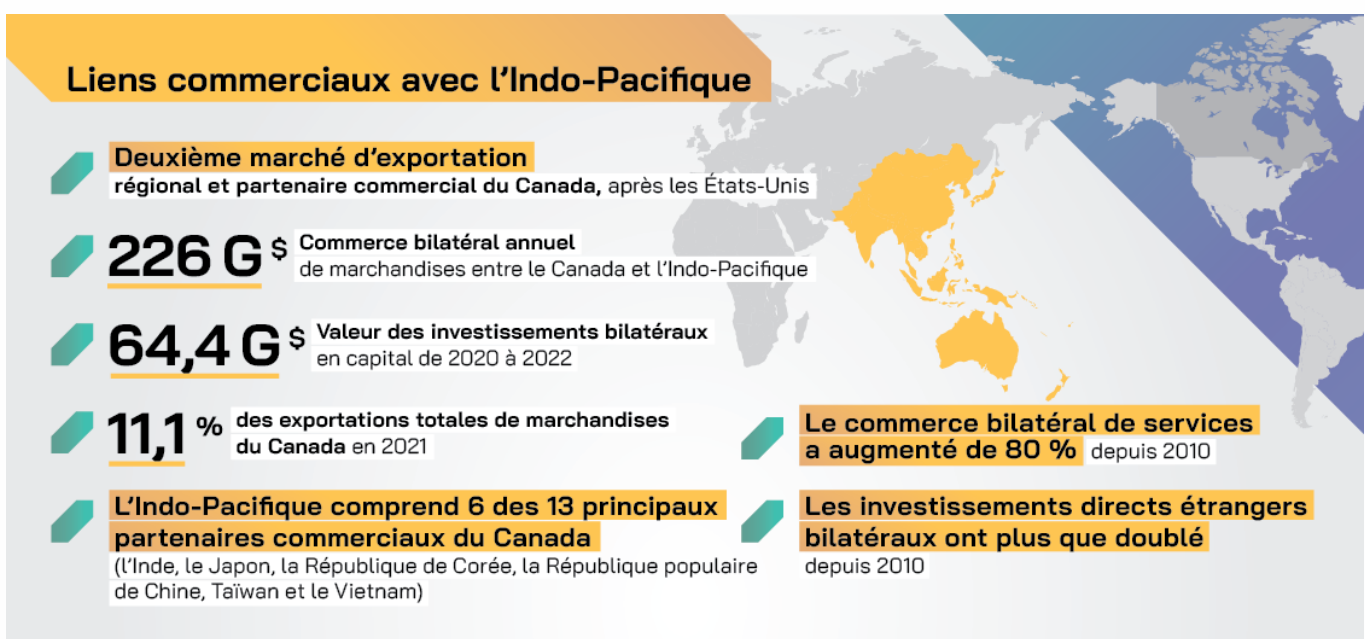 Liens commerciaux avec l’Indo-Pacifique
Deuxième marché d’exportation
régional et partenaire commercial du Canada, après les États-Unis
226 G $ Commerce bilatéral annuel
de marchandises entre le Canada et l’Indo-Pacifique
64,4 G $ Valeur des investissements bilatéraux
en capital de 2020 à 2022
11,1 % des exportations totales de marchandises
du Canada en 2021
L’Indo-Pacifique comprend 6 des 13 principaux
partenaires commerciaux du Canada
(l’Inde, le Japon, la République de Corée, la République populaire
de Chine, Taïwan et le Vietnam)
Le commerce bilatéral de services
a augmenté de 80 % depuis 2010
Les investissements directs étrangers
bilatéraux ont plus que doublé
depuis 2010